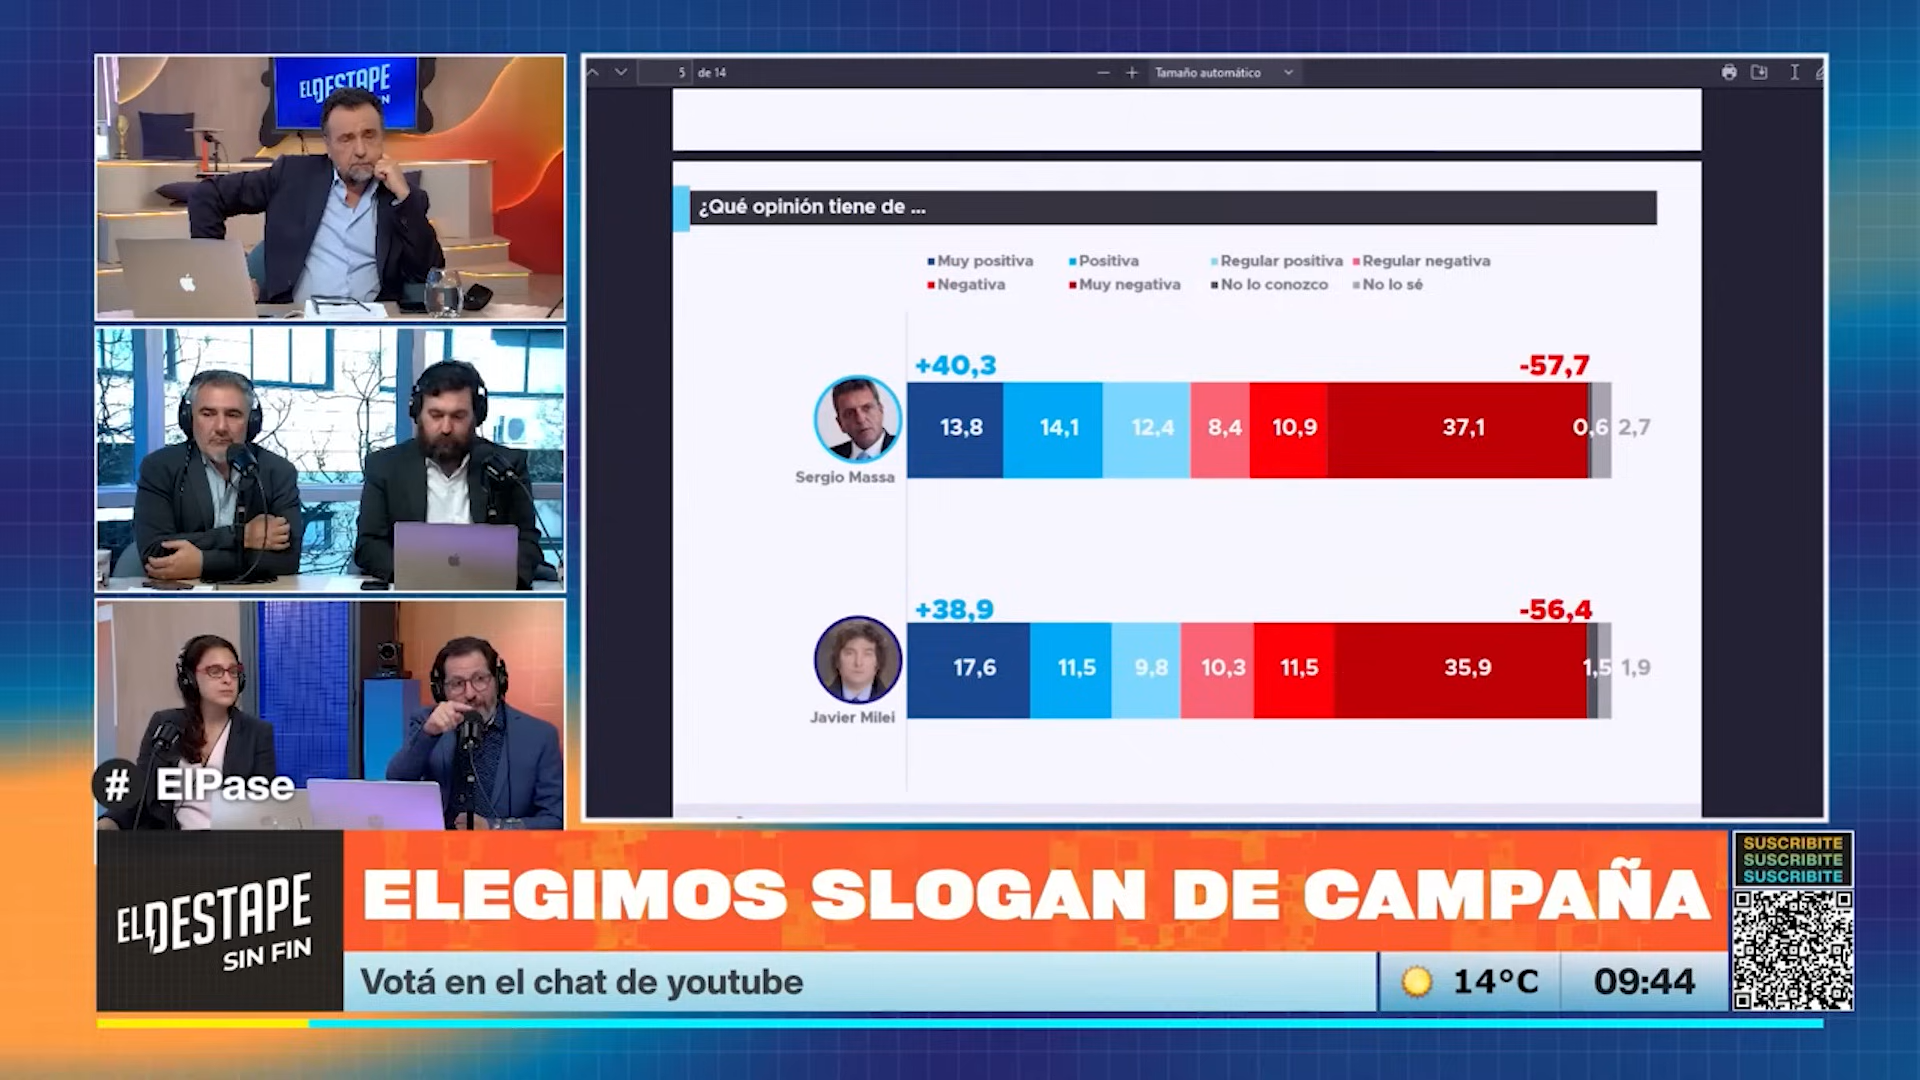 EL DESTAPE
5 de 14
Tamaño automático
¿Qué opinión tiene de ...
Muy positiva
Positiva
Regular positiva
Regular negativa
Negativa
Muy negativa
No lo conozco
No lo sé
+40,3
-57,7
13,8
14,1
12,4
8,4
10,9
37,1
0,6
2,7
Sergio Massa
+38,9
-56,4
17,6
11,5
9,8
10,3
11,5
35,9
1,5
1,9
Javier Milei
# ElPase
EL DESTAPE
SIN FIN
ELEGIMOS SLOGAN DE CAMPAÑA
Votá en el chat de youtube
14°C
09:44
SUSCRIBITE
SUSCRIBITE
SUSCRIBITE